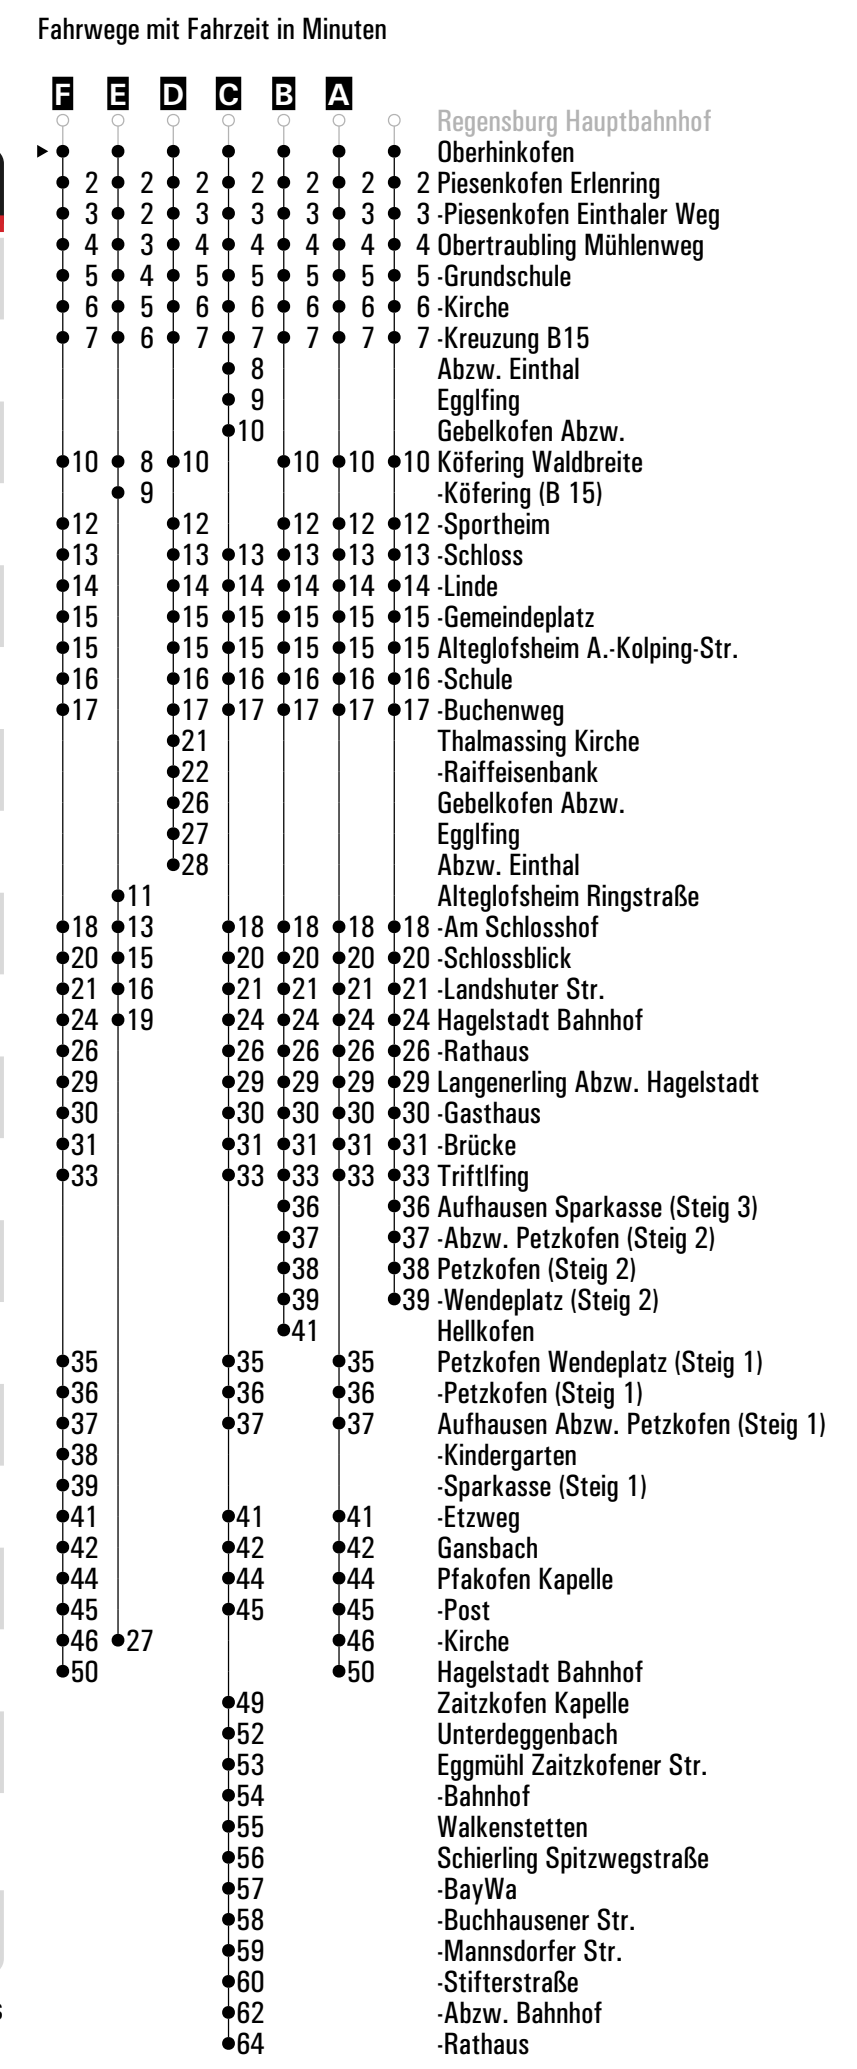 Fahrwege mit Fahrzeit in Minuten
F E D C B A
Regensburg Hauptbahnhof
Oberhinkofen
2 2 2 2 2 2 2 Piesenkofen Erlenring
3 2 3 3 3 3 3 -Piesenkofen Einthaler Weg
4 3 4 4 4 4 4 Obertraubling Mühlenweg
5 4 5 5 5 5 5 -Grundschule
6 5 6 6 6 6 6 -Kirche
7 6 7 7 7 7 7 -Kreuzung B15
8 Abzw. Einthal
9 Egglfing
10 Gebelkofen Abzw.
10 8 10 10 10 10 Köfering Waldbreite
9 -Köfering (B 15)
12 12 12 12 12 -Sportheim
13 13 13 13 13 13 -Schloss
14 14 14 14 14 14 -Linde
15 15 15 15 15 15 -Gemeindeplatz
15 15 15 15 15 15 Alteglofsheim A.-Kolping-Str.
16 16 16 16 16 16 -Schule
17 17 17 17 17 17 -Buchenweg
21 Thalmassing Kirche
22 -Raiffeisenbank
26 Gebelkofen Abzw.
27 Egglfing
28 Abzw. Einthal
11 Alteglofsheim Ringstraße
18 13 18 18 18 18 -Am Schlosshof
20 15 20 20 20 20 -Schlossblick
21 16 21 21 21 21 -Landshuter Str.
24 19 24 24 24 24 Hagelstadt Bahnhof
26 26 26 26 26 -Rathaus
29 29 29 29 29 Langenerling Abzw. Hagelstadt
30 30 30 30 30 -Gasthaus
31 31 31 31 31 -Brücke
33 33 33 33 33 Triftlfing
36 36 Aufhausen Sparkasse (Steig 3)
37 37 -Abzw. Petzkofen (Steig 2)
38 38 Petzkofen (Steig 2)
39 39 -Wendeplatz (Steig 2)
41 Hellkofen
35 35 35 Petzkofen Wendeplatz (Steig 1)
36 36 36 -Petzkofen (Steig 1)
37 37 37 Aufhausen Abzw. Petzkofen (Steig 1)
38 -Kindergarten
39 -Sparkasse (Steig 1)
41 41 41 -Etzweg
42 42 42 Gansbach
44 44 44 Pfakofen Kapelle
45 45 45 -Post
46 27 46 -Kirche
50 50 Hagelstadt Bahnhof
49 Zaitzkofen Kapelle
52 Unterdeggenbach
53 Eggmühl Zaitzkofener Str.
54 -Bahnhof
55 Walkenstetten
56 Schierling Spitzwegstraße
57 -BayWa
58 -Buchhausener Str.
59 -Mannsdorfer Str.
60 -Stifterstraße
62 -Abzw. Bahnhof
64 -Rathaus